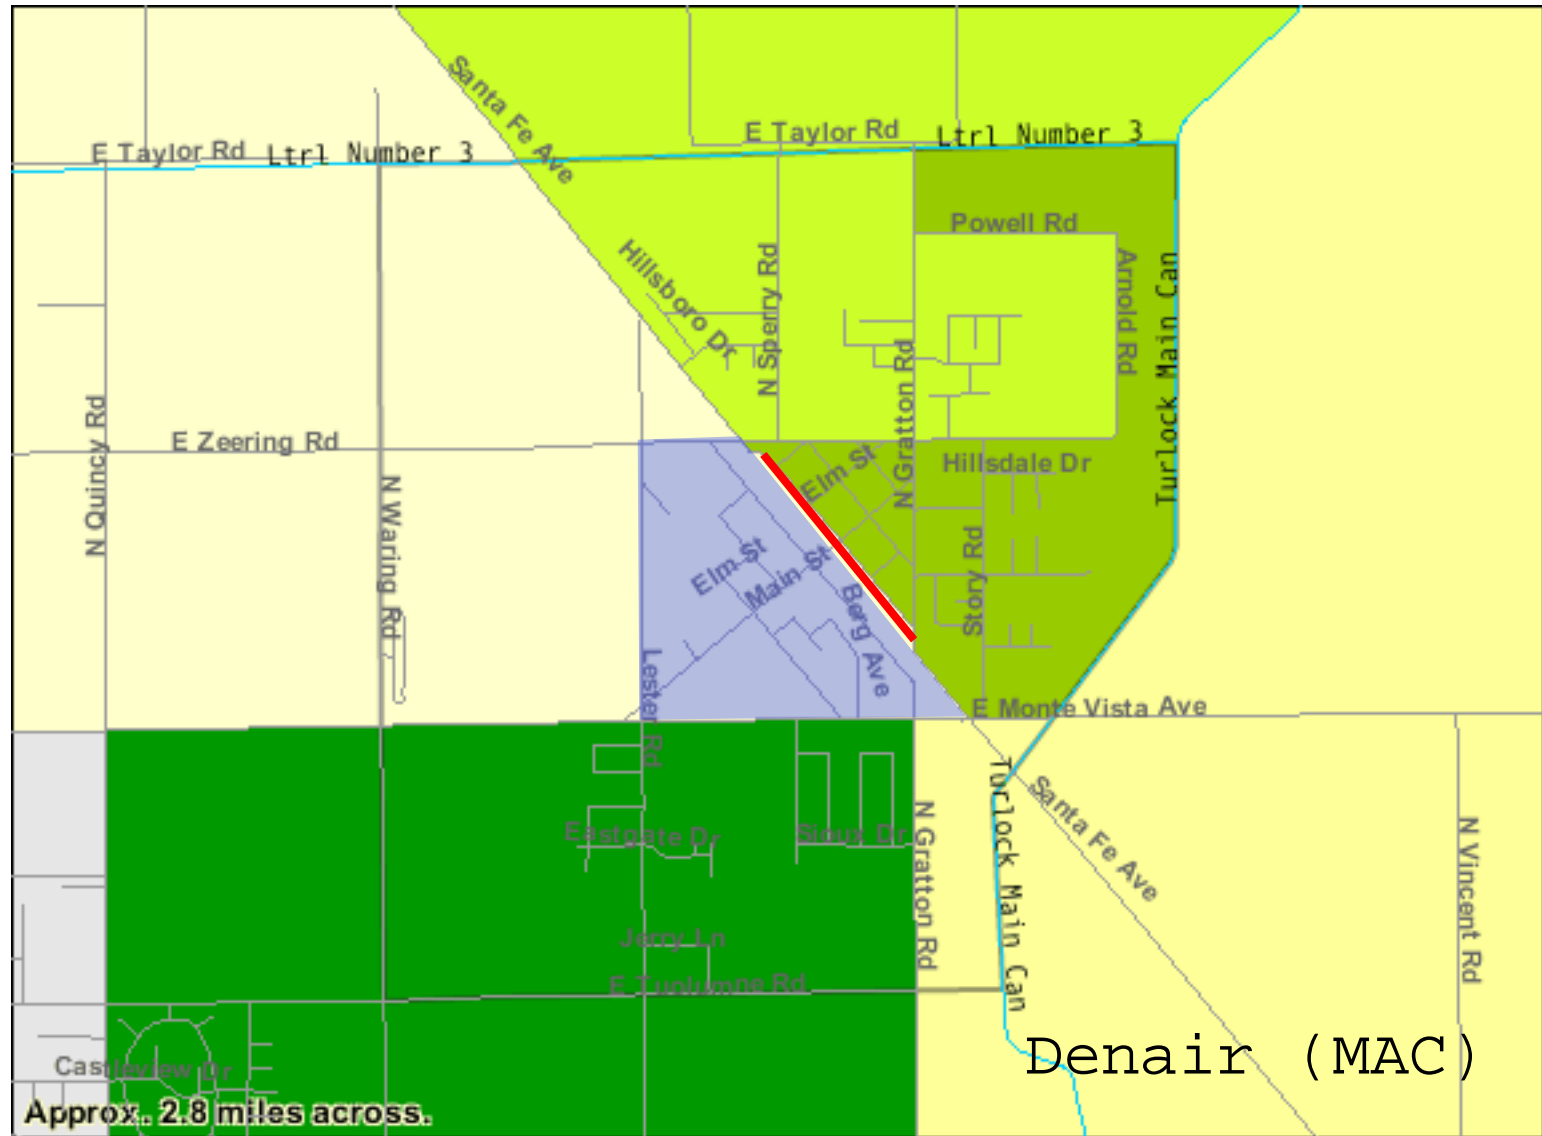 Santa Fe Ave
E Taylor Rd
Ltrl Number 3
E Taylor Rd
Ltrl Number 3
Powell Rd
Hillsboro Dr
N Sperry Rd
Arnold Rd
Turlock Main Can
N Gratton Rd
N Quincy Rd
E Zeering Rd
Elm St
Hillsdale Dr
N Waring Rd
Elm St
Main St
Berg Ave
Story Rd
Lester Rd
E Monte Vista Ave
Turlock Main Can
Santa Fe Ave
Eastgate Dr
Sioux Dr
N Gratton Rd
N Vincent Rd
Jerry Ln
E Tuolumne Rd
Denair (MAC)
Castleview Dr
Approx. 2.8 miles across.